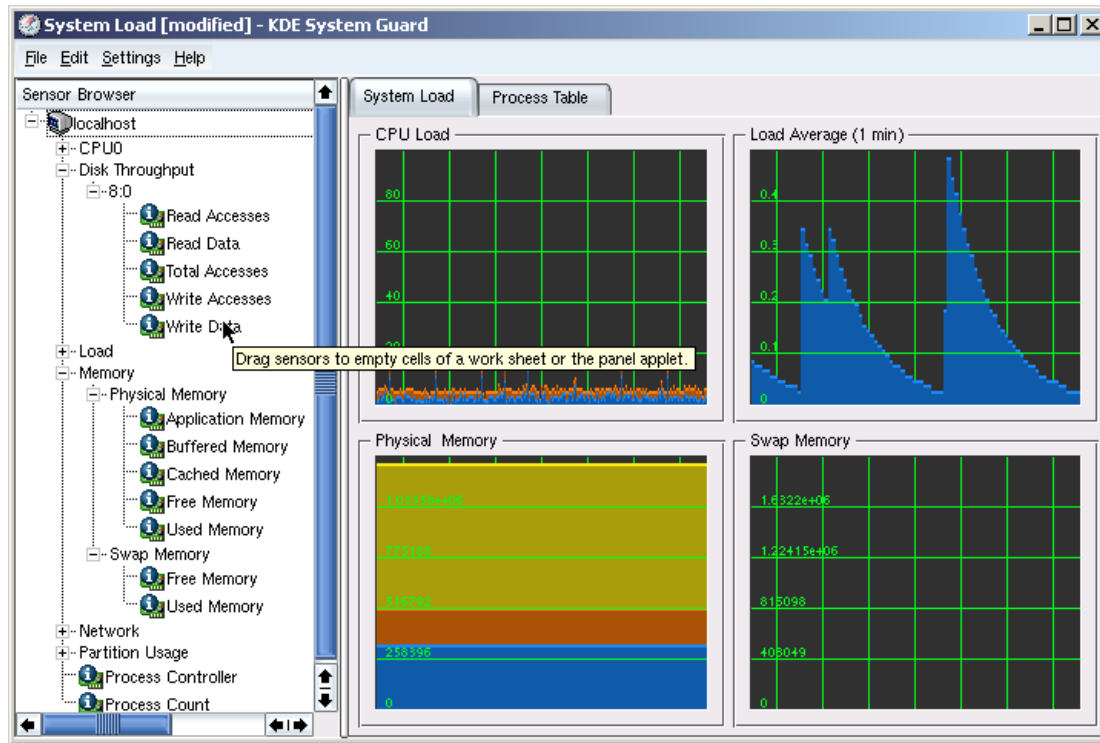 System Load [modified] - KDE System Guard
File Edit Settings Help
Sensor Browser
localhost
CPU0
Disk Throughput
8:0
Read Accesses
Read Data
Total Accesses
Write Accesses
Write Data
Drag sensors to empty cells of a work sheet or the panel applet.
Load
Memory
Physical Memory
Application Memory
Buffered Memory
Cached Memory
Free Memory
Used Memory
Swap Memory
Free Memory
Used Memory
Network
Partition Usage
Process Controller
Process Count
System Load
Process Table
CPU Load
80
60
40
20
0
Load Average (1 min)
0.4
0.3
0.2
0.1
0
Physical Memory
775188
516792
258396
0
Swap Memory
1.6322e+06
1.22415e+06
816098
408049
0